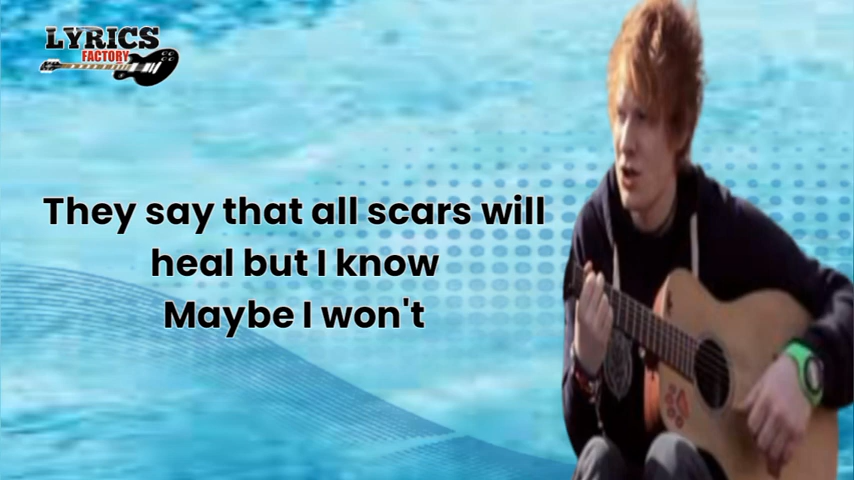 LYRICS
FACTORY
They say that all scars will
heal but I know
Maybe I won't